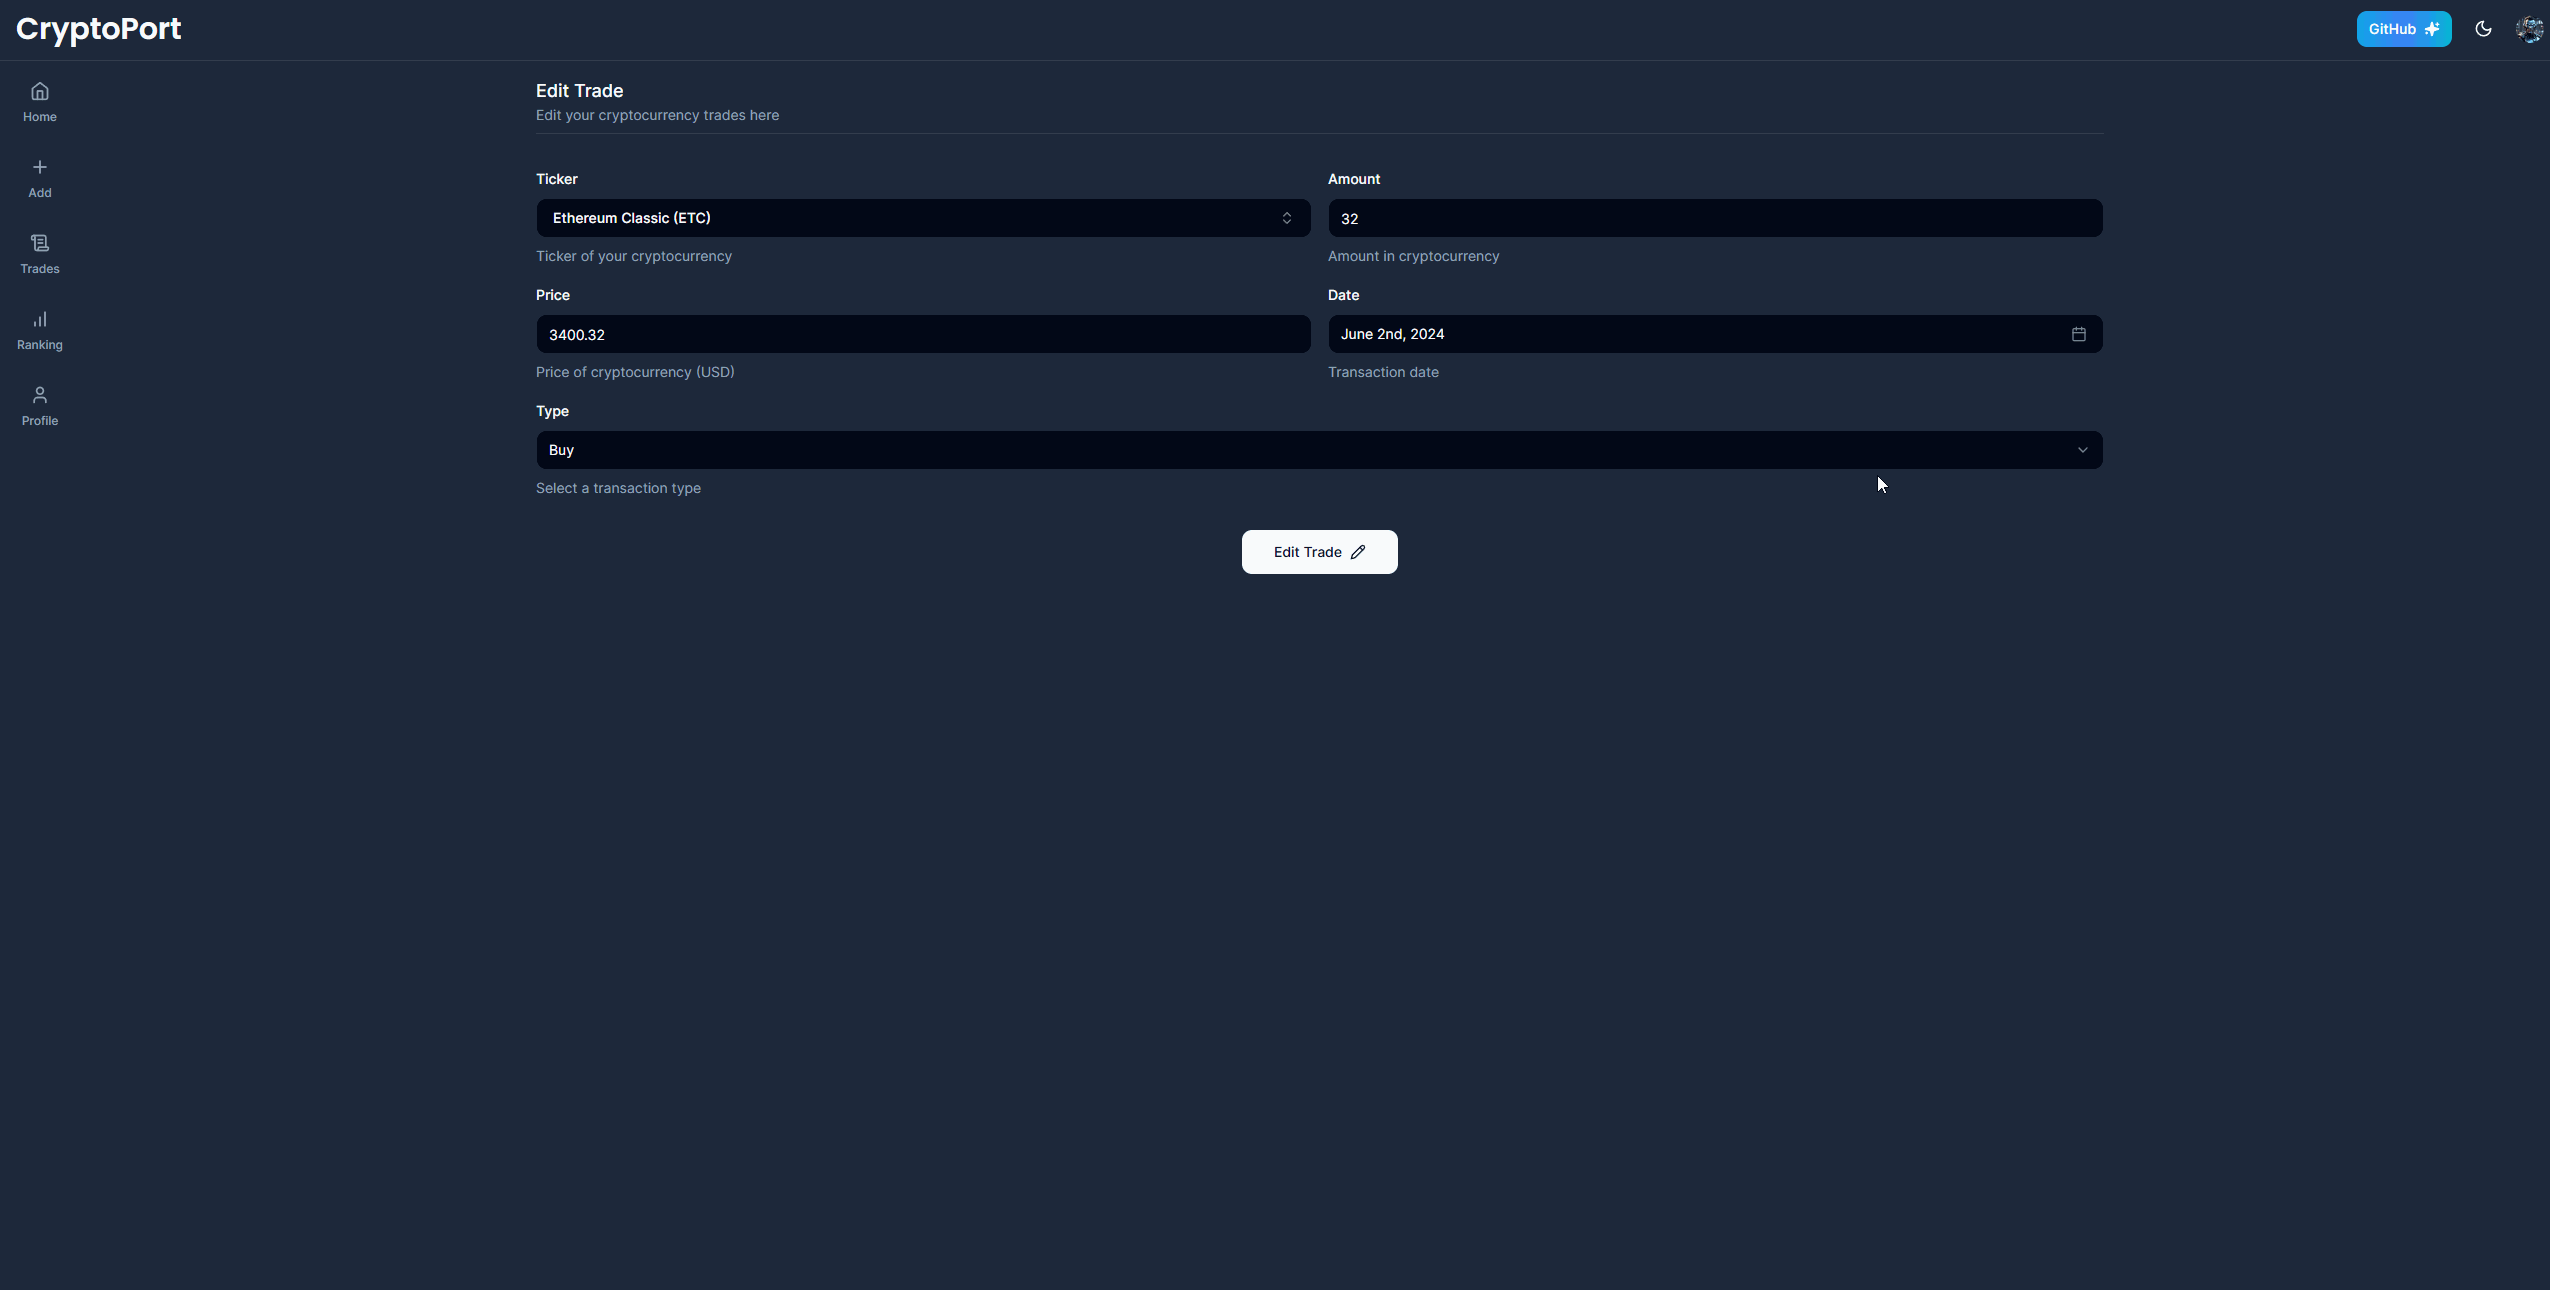 CryptoPort
GitHub
Home
Add
Trades
Ranking
Profile
Edit Trade
Edit your cryptocurrency trades here
Ticker
Ethereum Classic (ETC)
Ticker of your cryptocurrency
Amount
32
Amount in cryptocurrency
Price
3400.32
Price of cryptocurrency (USD)
Date
June 2nd, 2024
Transaction date
Type
Buy
Select a transaction type
Edit Trade